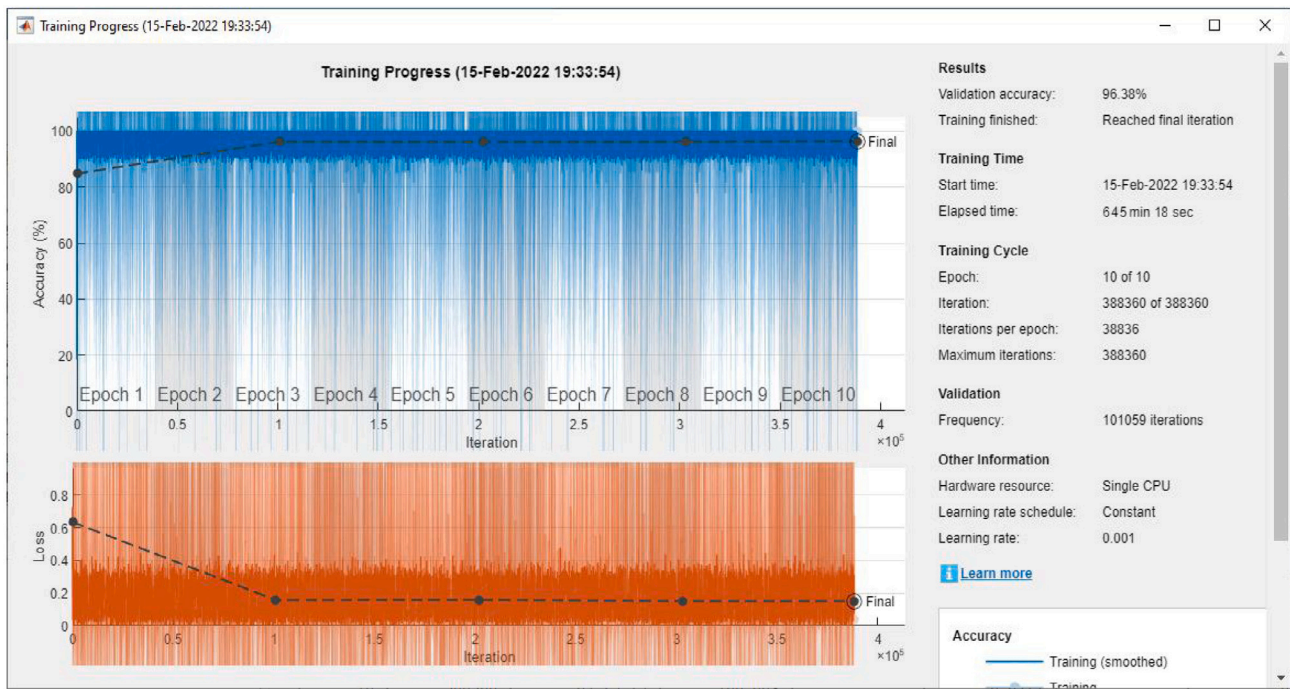 Training Progress (15-Feb-2022 19:33:54)
Training Progress (15-Feb-2022 19:33:54)
Accuracy (%)
100
80
60
40
20
0
Epoch 1 Epoch 2 Epoch 3 Epoch 4 Epoch 5 Epoch 6 Epoch 7 Epoch 8 Epoch 9 Epoch 10
Final
0 0.5 1 1.5 2 2.5 3 3.5 4
Iteration
×10⁵
Loss
0.8
0.6
0.4
0.2
0
Final
0 0.5 1 1.5 2 2.5 3 3.5 4
Iteration
×10⁵
Results
Validation accuracy: 96.38%
Training finished: Reached final iteration
Training Time
Start time: 15-Feb-2022 19:33:54
Elapsed time: 645 min 18 sec
Training Cycle
Epoch: 10 of 10
Iteration: 388360 of 388360
Iterations per epoch: 38836
Maximum iterations: 388360
Validation
Frequency: 101059 iterations
Other Information
Hardware resource: Single CPU
Learning rate schedule: Constant
Learning rate: 0.001
Learn more
Accuracy
Training (smoothed)
Training